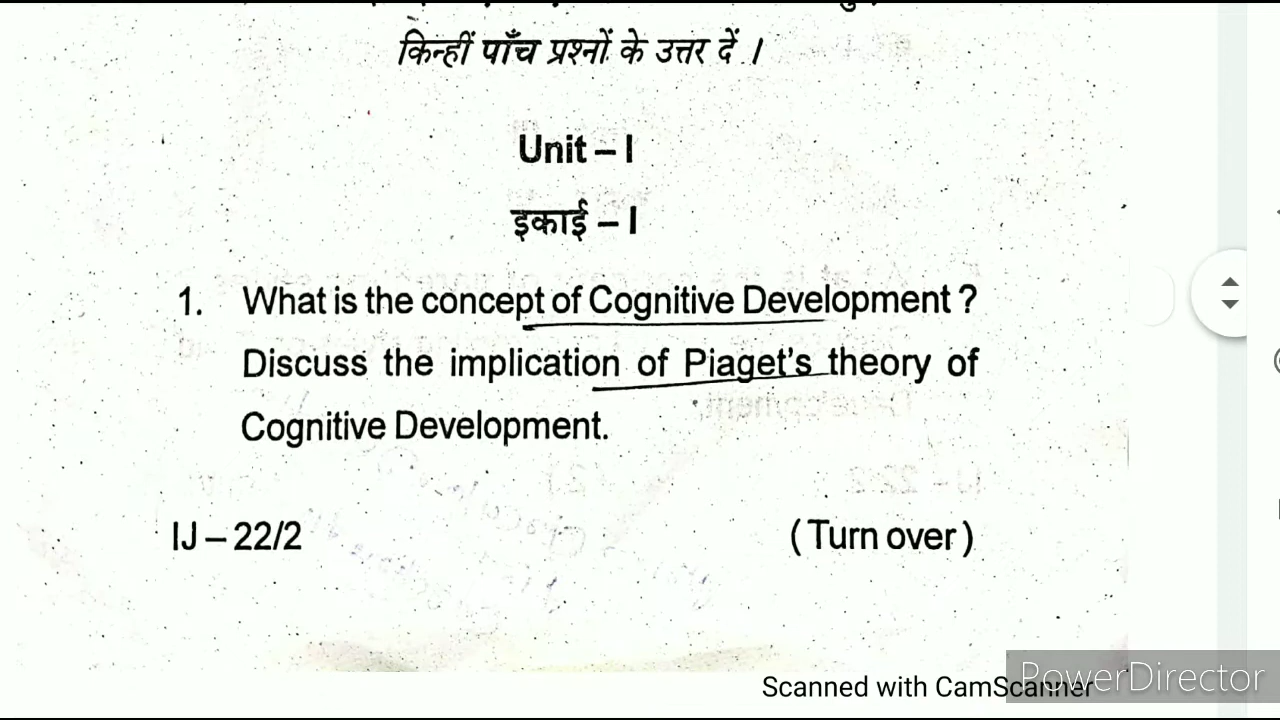 किन्हीं पाँच प्रश्नों के उत्तर दें ।
Unit – I
इकाई – I
1. What is the concept of Cognitive Development ?
Discuss the implication of Piaget's theory of
Cognitive Development.
IJ – 22/2 (Turn over)
Scanned with CamScanner
PowerDirector